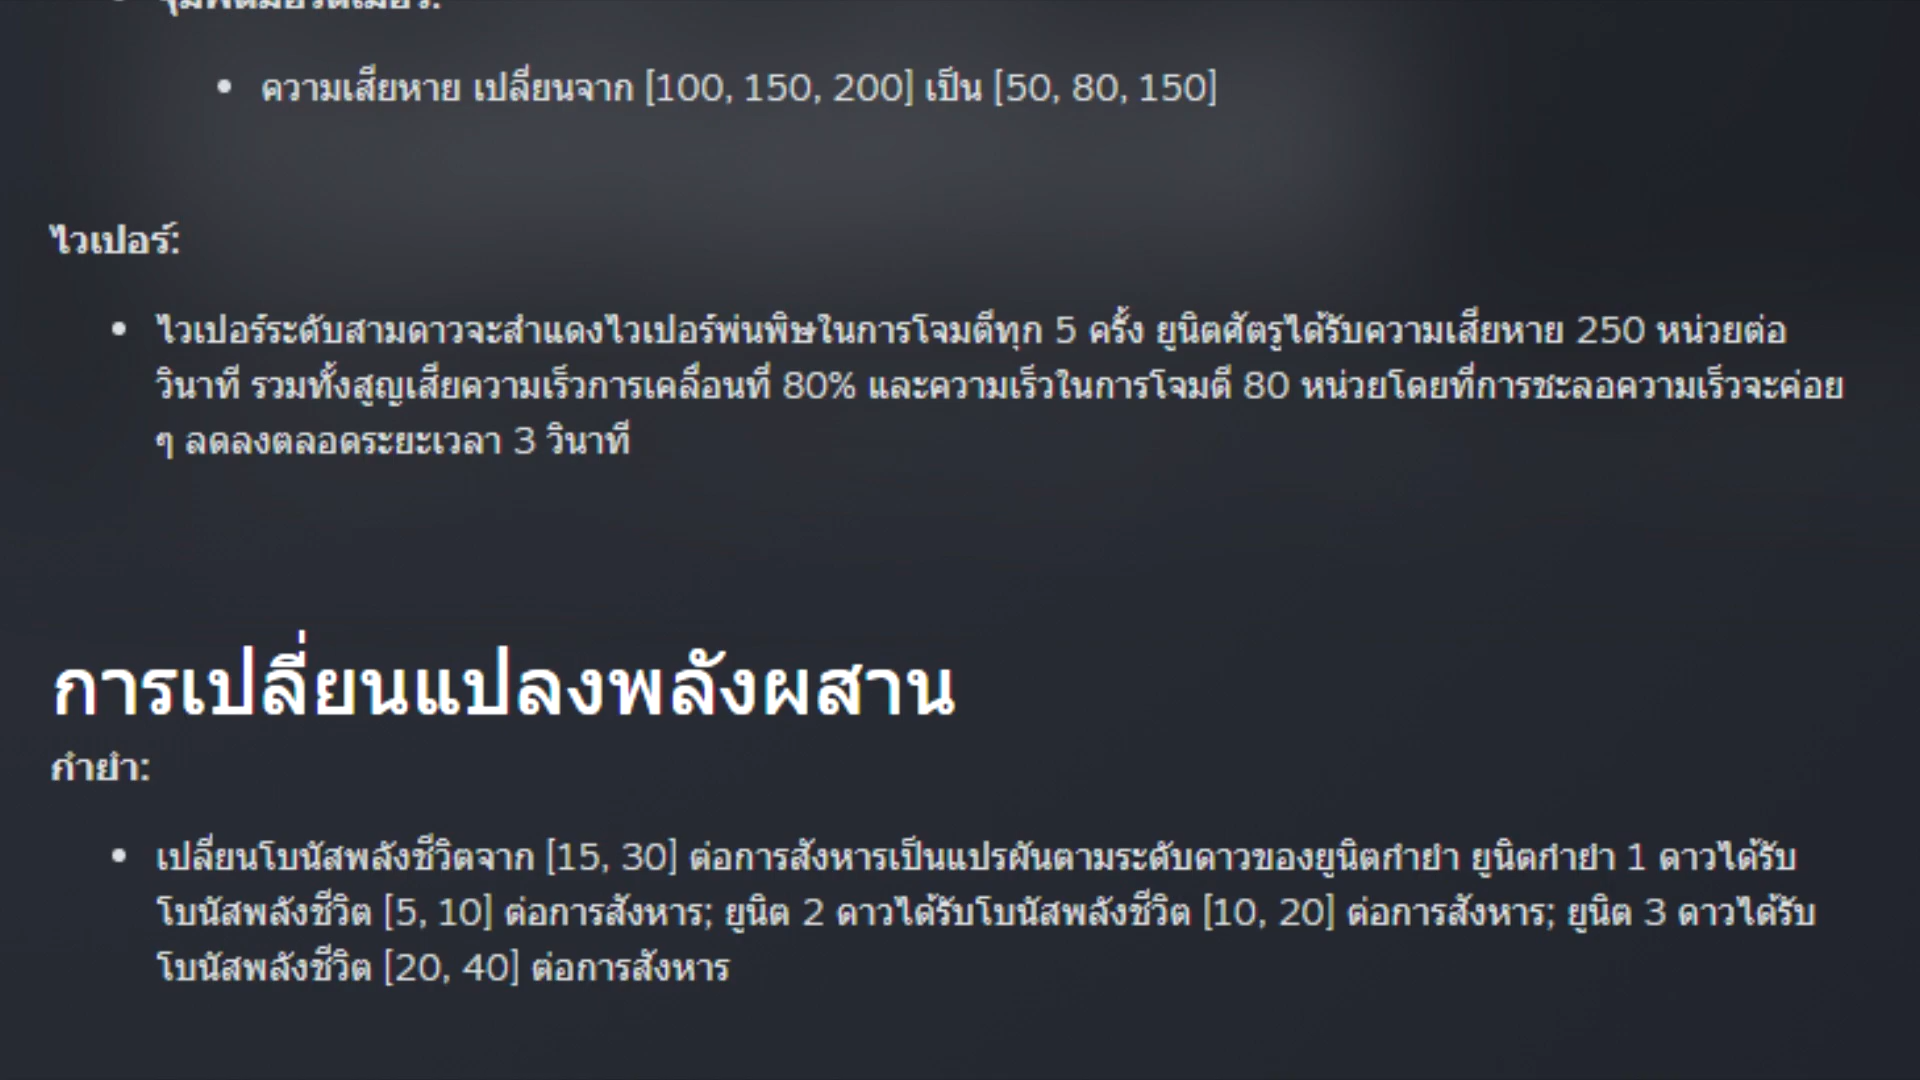 ความเสียหาย เปลี่ยนจาก [100, 150, 200] เป็น [50, 80, 150]
ไวเปอร์:
ไวเปอร์ระดับสามดาวจะสำแดงไวเปอร์พ่นพิษในการโจมตีทุก 5 ครั้ง ยูนิตศัตรูได้รับความเสียหาย 250 หน่วยต่อ
วินาที รวมทั้งสูญเสียความเร็วการเคลื่อนที่ 80% และความเร็วในการโจมตี 80 หน่วยโดยที่การชะลอความเร็วจะค่อย
ๆ ลดลงตลอดระยะเวลา 3 วินาที
การเปลี่ยนแปลงพลังผสาน
กำยำ:
เปลี่ยนโบนัสพลังชีวิตจาก [15, 30] ต่อการสังหารเป็นแปรผันตามระดับดาวของยูนิตกำยำ ยูนิตกำยำ 1 ดาวได้รับ
โบนัสพลังชีวิต [5, 10] ต่อการสังหาร; ยูนิต 2 ดาวได้รับโบนัสพลังชีวิต [10, 20] ต่อการสังหาร; ยูนิต 3 ดาวได้รับ
โบนัสพลังชีวิต [20, 40] ต่อการสังหาร